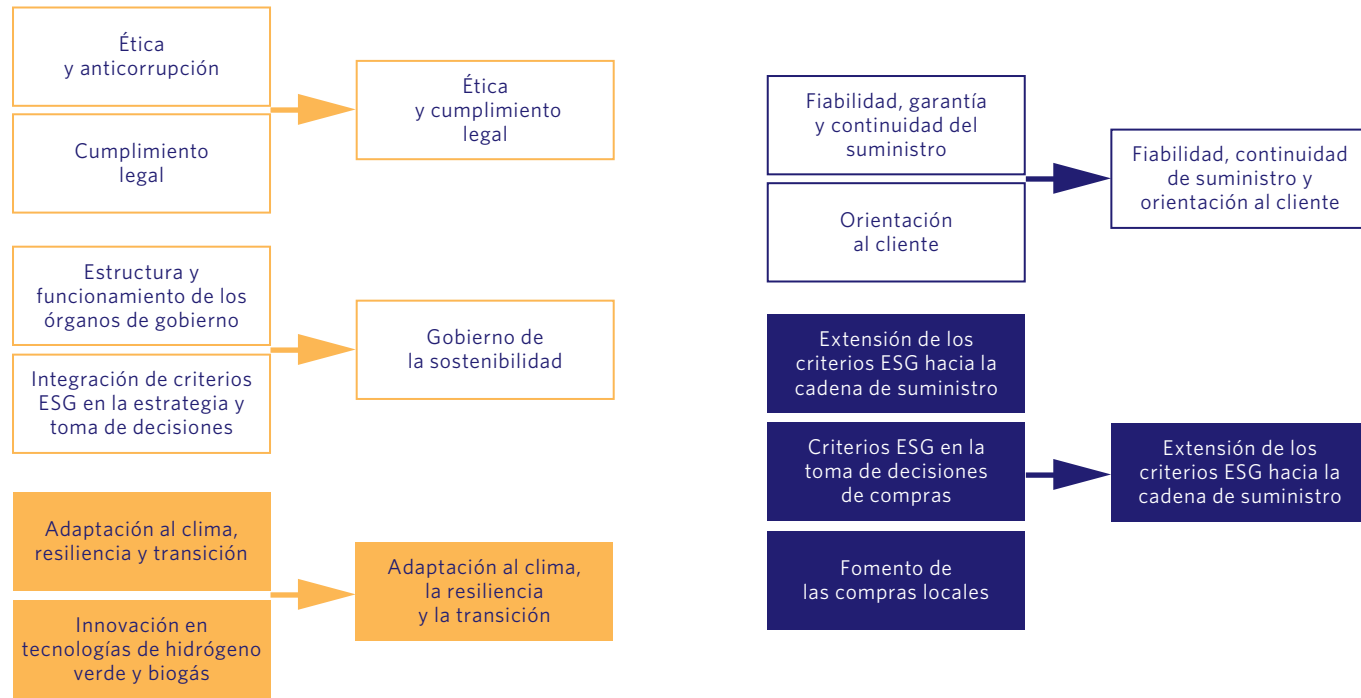 Ética
y anticorrupción
Cumplimiento
legal
Ética
y cumplimiento
legal
Estructura y
funcionamiento de los
órganos de gobierno
Integración de criterios
ESG en la estrategia y
toma de decisiones
Gobierno de
la sostenibilidad
Adaptación al clima,
resiliencia y transición
Innovación en
tecnologías de hidrógeno
verde y biogás
Adaptación al clima,
la resiliencia
y la transición
Fiabilidad, garantía
y continuidad del
suministro
Orientación
al cliente
Fiabilidad, continuidad
de suministro y
orientación al cliente
Extensión de los
criterios ESG hacia la
cadena de suministro
Criterios ESG en la
toma de decisiones
de compras
Fomento de
las compras locales
Extensión de los
criterios ESG hacia la
cadena de suministro